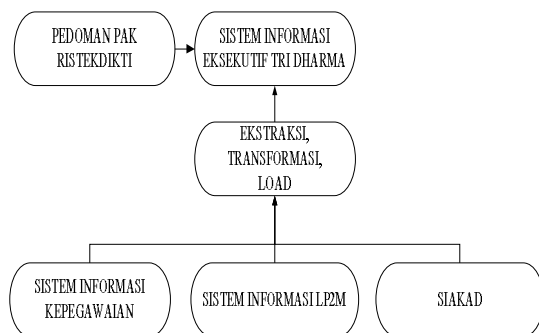 PEDOMAN PAK
RISTEKDIKTI
SISTEM INFORMASI
EKSEKUTIF TRI DHARMA
EKSTRAKSI,
TRANSFORMASI,
LOAD
SISTEM INFORMASI
KEPEGAWAIAN
SISTEM INFORMASI LP2M
SIAKAD